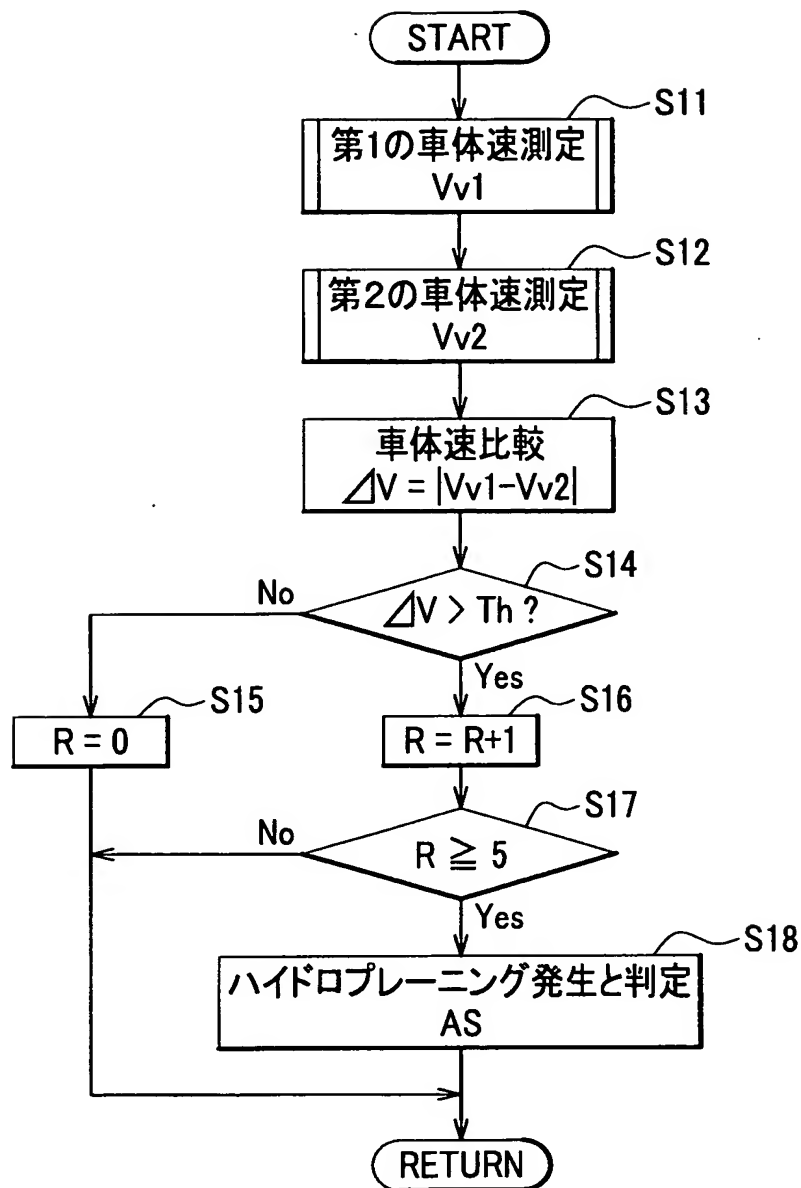 START
S11
第1の車体速測定
Vv1
S12
第2の車体速測定
Vv2
S13
車体速比較
⊿V = |Vv1-Vv2|
S14
No
⊿V > Th ?
Yes
S15
R = 0
S16
R = R+1
S17
No
R ≧ 5
Yes
S18
ハイドロプレーニング発生と判定
AS
RETURN